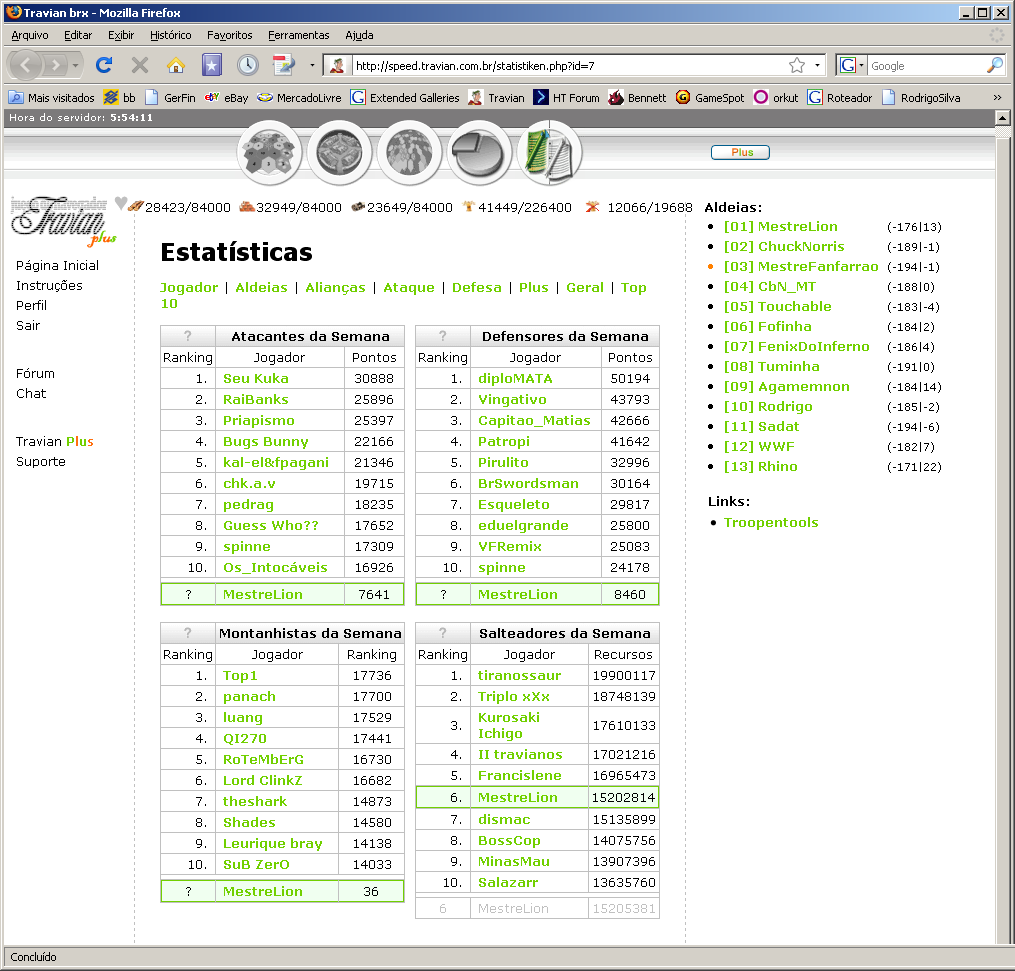 Travian brx - Mozilla Firefox
Arquivo Editar Exibir Histórico Favoritos Ferramentas Ajuda
http://speed.travian.com.br/statistiken.php?id=7 Google
Mais visitados bb GerFin eBay MercadoLivre Extended Galleries Travian HT Forum Bennett GameSpot orkut Roteador RodrigoSilva »
Hora do servidor: 5:54:11
Plus
Travian plus
28423/84000 32949/84000 23649/84000 41449/226400 12066/19688
Página Inicial
Instruções
Perfil
Sair
Fórum
Chat
Travian Plus
Suporte
Estatísticas
Jogador | Aldeias | Alianças | Ataque | Defesa | Plus | Geral | Top
10
? Atacantes da Semana
Ranking Jogador Pontos
1. Seu Kuka 30888
2. RaiBanks 25896
3. Priapismo 25397
4. Bugs Bunny 22166
5. kal-el&fpagani 21346
6. chk.a.v 19715
7. pedrag 18235
8. Guess Who?? 17652
9. spinne 17309
10. Os_Intocáveis 16926
? MestreLion 7641
? Defensores da Semana
Ranking Jogador Pontos
1. diploMATA 50194
2. Vingativo 43793
3. Capitao_Matias 42666
4. Patropi 41642
5. Pirulito 32996
6. BrSwordsman 30164
7. Esqueleto 29817
8. eduelgrande 25800
9. VFRemix 25083
10. spinne 24178
? MestreLion 8460
? Montanhistas da Semana
Ranking Jogador Ranking
1. Top1 17736
2. panach 17700
3. luang 17529
4. QI270 17441
5. RoTeMbErG 16730
6. Lord ClinkZ 16682
7. theshark 14873
8. Shades 14580
9. Leurique bray 14138
10. SuB ZerO 14033
? MestreLion 36
? Salteadores da Semana
Ranking Jogador Recursos
1. tiranossaur 19900117
2. Triplo xXx 18748139
3. Kurosaki
Ichigo 17610133
4. II travianos 17021216
5. Francislene 16965473
6. MestreLion 15202814
7. dismac 15135899
8. BossCop 14075756
9. MinasMau 13907396
10. Salazarr 13635760
6 MestreLion 15205381
Aldeias:
[01] MestreLion (-176|13)
[02] ChuckNorris (-189|-1)
[03] MestreFanfarrao (-194|-1)
[04] CbN_MT (-188|0)
[05] Touchable (-183|-4)
[06] Fofinha (-184|2)
[07] FenixDoInferno (-186|4)
[08] Tuminha (-191|0)
[09] Agamemnon (-184|14)
[10] Rodrigo (-185|-2)
[11] Sadat (-194|-6)
[12] WWF (-182|7)
[13] Rhino (-171|22)
Links:
Troopentools
Concluído